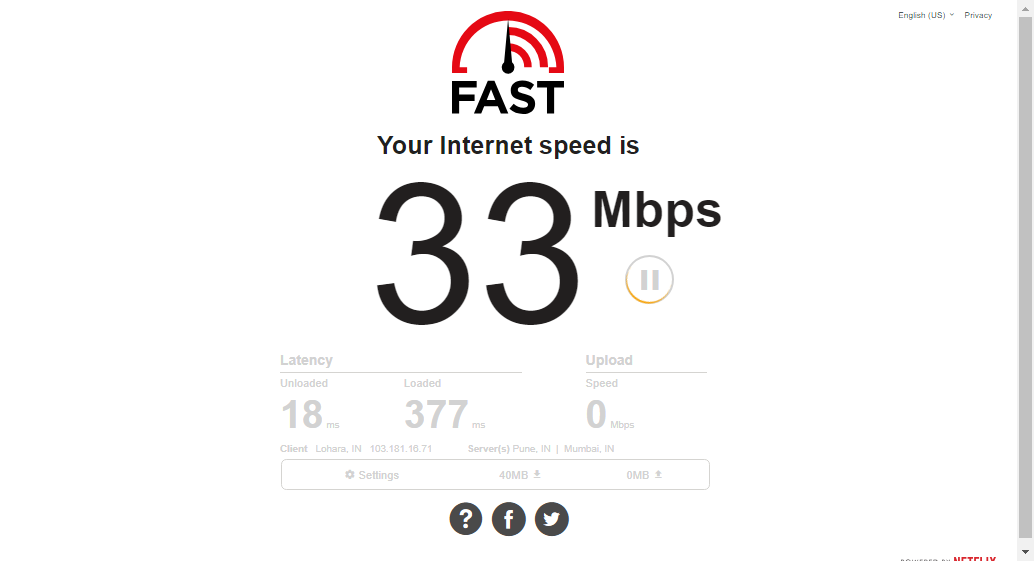 English (US) Privacy
FAST
Your Internet speed is
33 Mbps
Latency
Upload
Unloaded Loaded Speed
18 ms 377 ms 0 Mbps
Client Lohara, IN 103.181.16.71 Server(s) Pune, IN | Mumbai, IN
Settings 40MB 0MB
?
POWERED BY NETFLIX